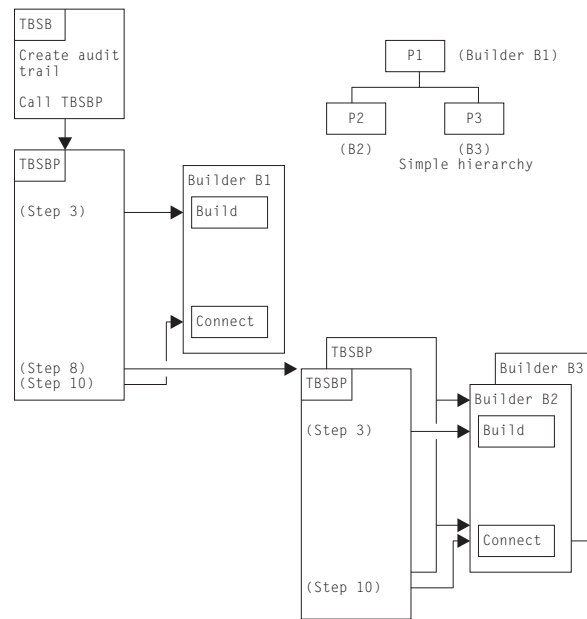 TBSB
Create audit
trail
Call TBSBP
P1
(Builder B1)
P2
P3
(B2)
(B3)
Simple hierarchy
TBSBP
(Step 3)
(Step 8)
(Step 10)
Builder B1
Build
Connect
TBSBP
TBSBP
(Step 3)
(Step 10)
Builder B3
Builder B2
Build
Connect